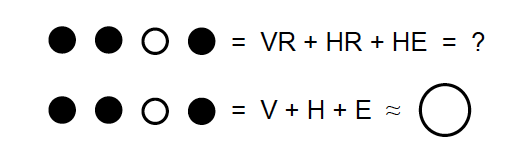 ● ● ○ ● = VR + HR + HE = ?
● ● ○ ● = V + H + E ≈ ◯